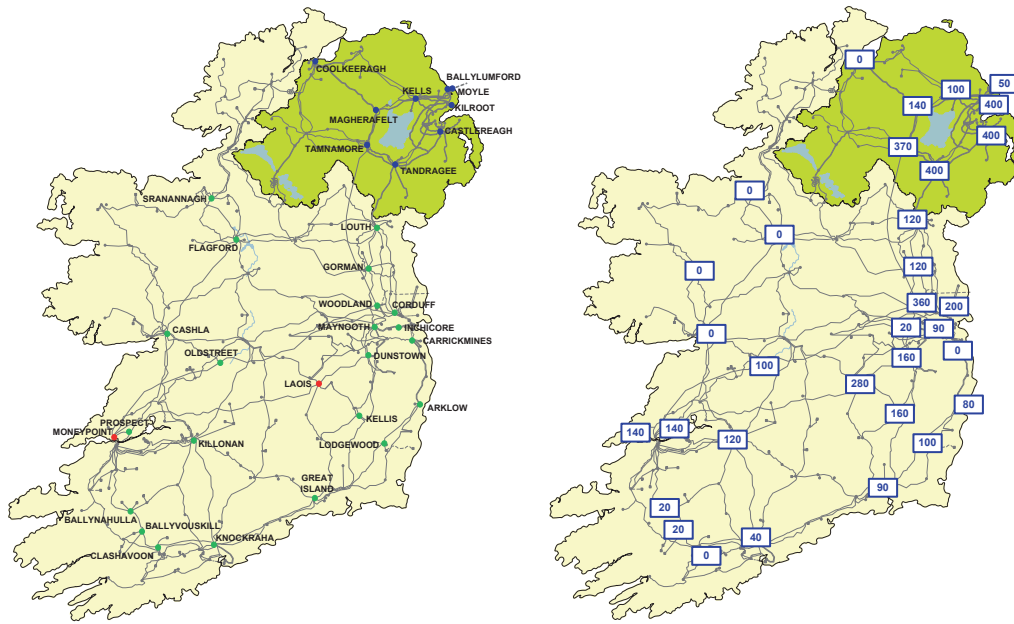 COOLKEERAGH
BALLYLUMFORD
MOYLE
KELLS
KILROOT
MAGHERAFELT
CASTLEREAGH
TAMNAMORE
TANDRAGEE
SRANANNAGH
LOUTH
FLAGFORD
GORMAN
WOODLAND
CORDUFF
CASHLA
MAYNOOTH
INCHICORE
CARRICKMINES
OLDSTREET
DUNSTOWN
LAOIS
ARKLOW
KELLIS
PROSPECT
MONEYPOINT
KILLONAN
LODGEWOOD
GREAT
ISLAND
BALLYNAHULLA
BALLYVOUSKILL
KNOCKRAHA
CLASHAVOON
0
50
100
140
400
400
370
400
0
120
0
120
0
360
200
0
20
90
0
160
100
280
80
160
140
140
120
100
90
20
20
40
0